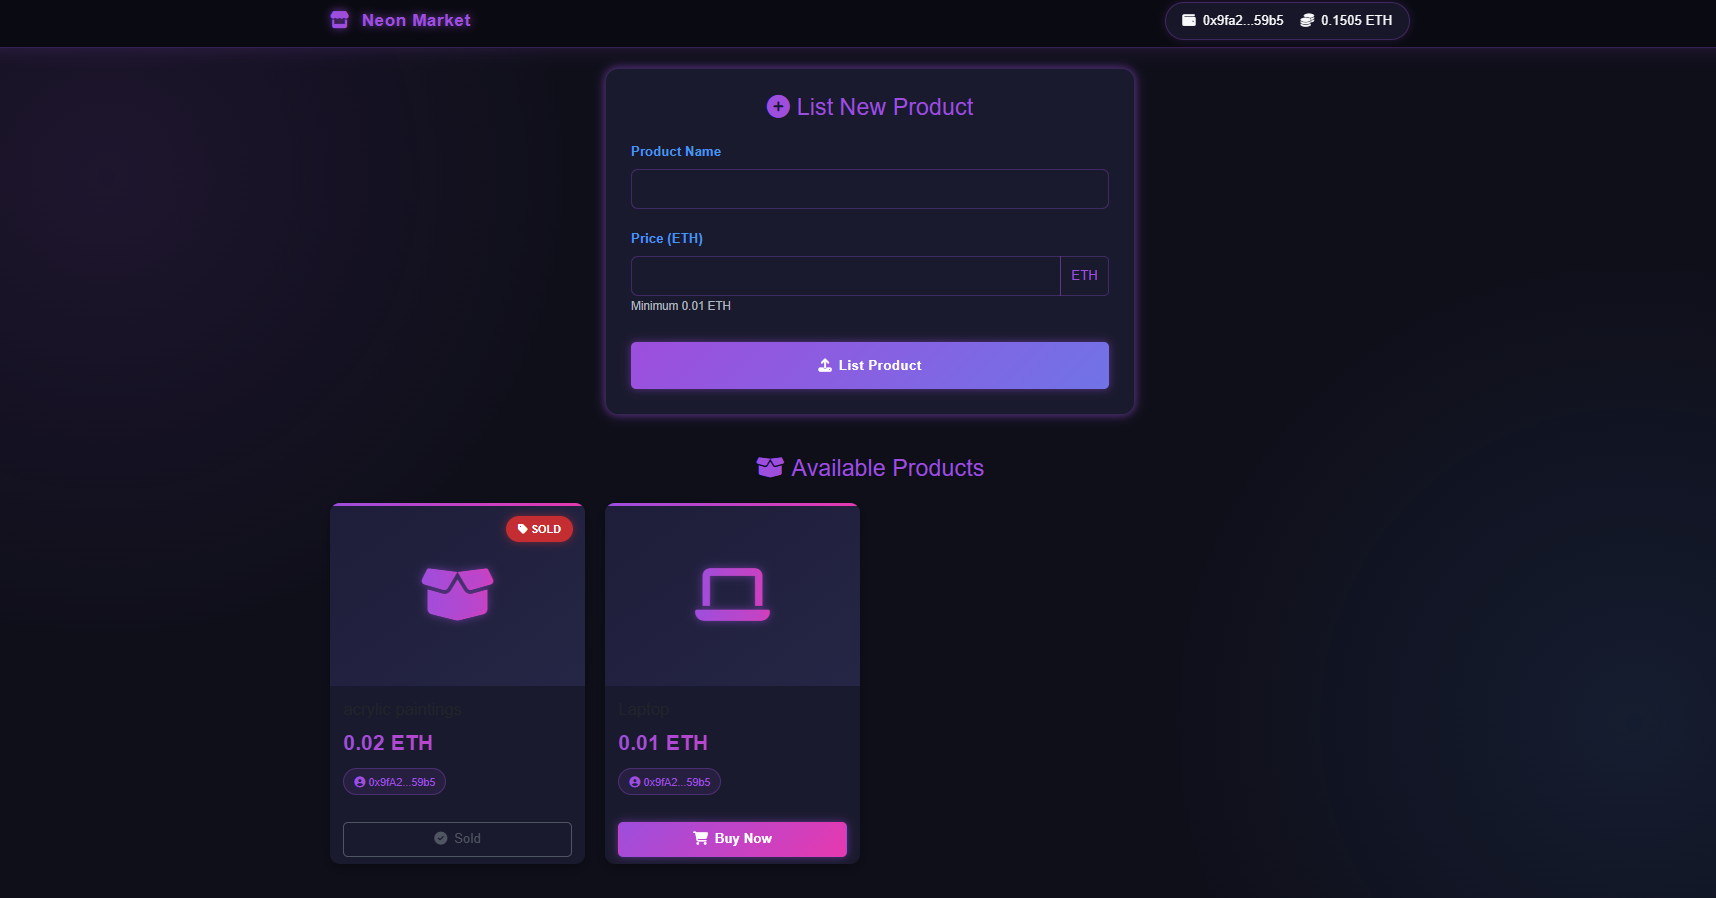 Neon Market
0x9fa2...59b5 0.1505 ETH
List New Product
Product Name
Price (ETH)
ETH
Minimum 0.01 ETH
List Product
Available Products
SOLD
acrylic paintings
0.02 ETH
0x9fA2...59b5
Sold
Laptop
0.01 ETH
0x9fA2...59b5
Buy Now